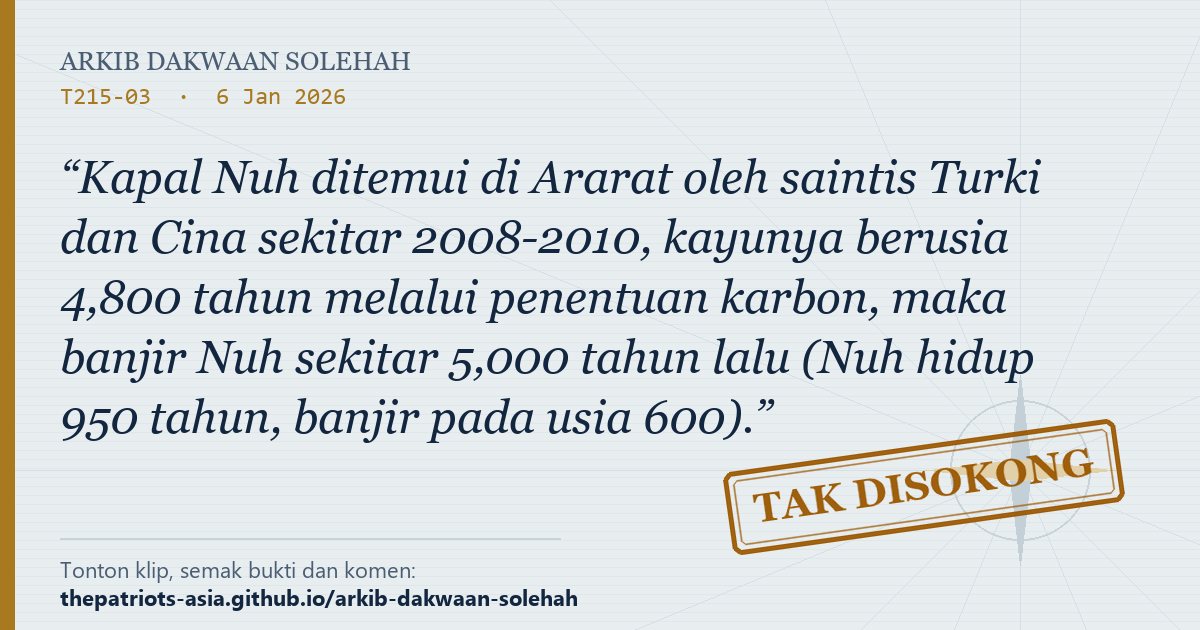 ARKIB DAKWAAN SOLEHAH
T215-03 · 6 Jan 2026
“Kapal Nuh ditemui di Ararat oleh saintis Turki
dan Cina sekitar 2008-2010, kayunya berusia
4,800 tahun melalui penentuan karbon, maka
banjir Nuh sekitar 5,000 tahun lalu (Nuh hidup
950 tahun, banjir pada usia 600).”
TAK DISOKONG
Tonton klip, semak bukti dan komen:
thepatriots-asia.github.io/arkib-dakwaan-solehah